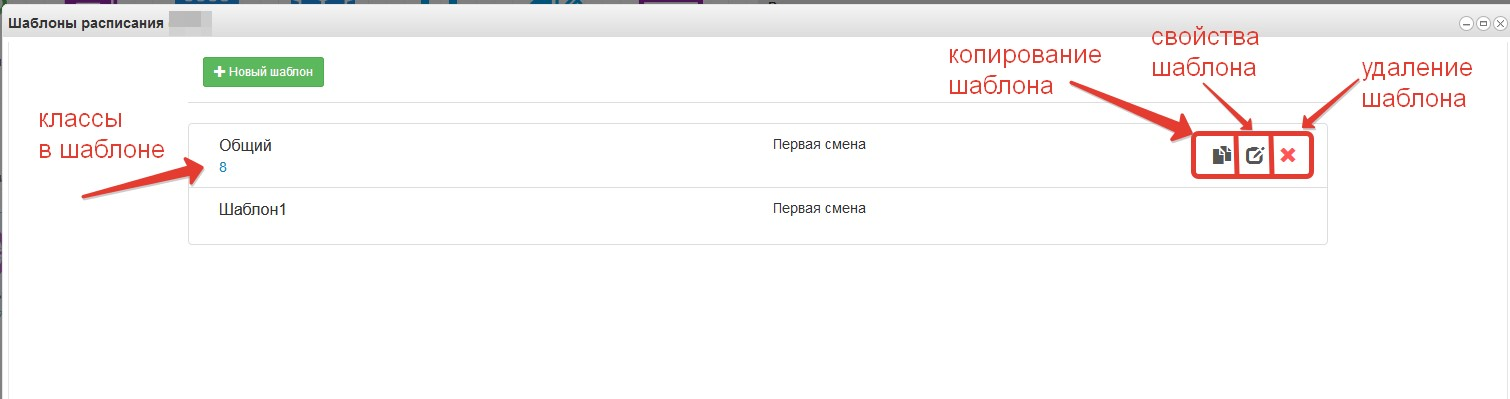 Шаблоны расписания
+ Новый шаблон
классы
в шаблоне
копирование
шаблона
свойства
шаблона
удаление
шаблона
Общий
Первая смена
8
Шаблон1
Первая смена